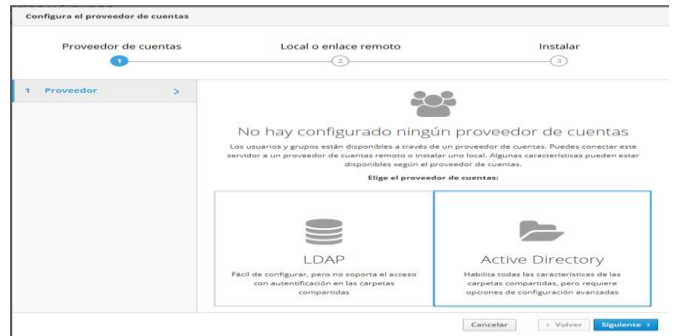 Configura el proveedor de cuentas
Proveedor de cuentas
Local o enlace remoto
Instalar
1
2
3
1 Proveedor >
No hay configurado ningún proveedor de cuentas
Los usuarios y grupos están disponibles a través de un proveedor de cuentas. Puedes conectar este
servidor a un proveedor de cuentas remoto o instalar uno local. Algunas características pueden estar
disponibles según el proveedor de cuentas.
Elige el proveedor de cuentas:
LDAP
Fácil de configurar, pero no soporta el acceso
con autentificación en las carpetas
compartidas
Active Directory
Habilita todas las características de las
carpetas compartidas, pero requiere
opciones de configuración avanzadas
Cancelar
< Volver
Siguiente >